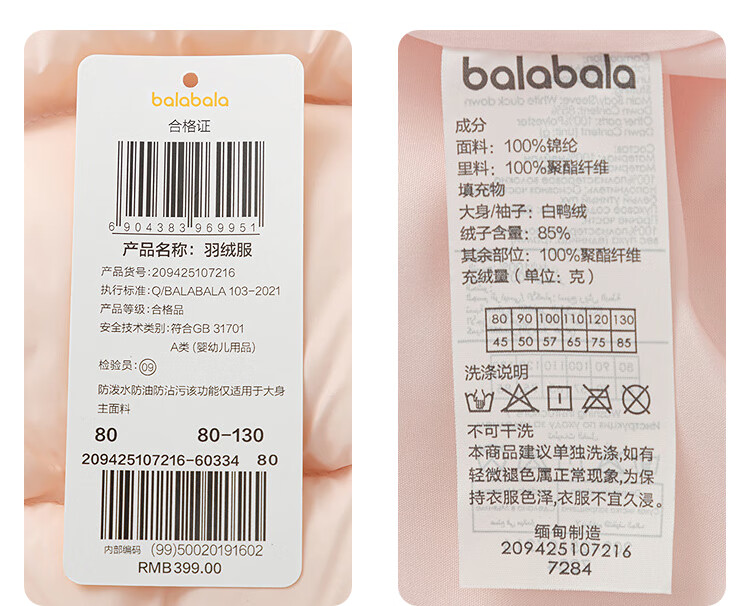 balabala
合格证
6 904383 969951
产品名称：羽绒服
产品货号：209425107216
执行标准：Q/BALABALA 103-2021
产品等级：合格品
安全技术类别：符合GB 31701
A类 (婴幼儿用品)
检验员：09
防泼水防油防沾污该功能仅适用于大身
主面料
80 80-130
209425107216-60334 80
内部编码 (99)50020191602
RMB399.00
balabala
成分
面料：100%锦纶
里料：100%聚酯纤维
填充物
大身/袖子：白鸭绒
绒子含量：85%
其余部位：100%聚酯纤维
充绒量（单位：克）
80 90 100 110 120 130
45 50 57 65 75 85
洗涤说明
不可干洗
本商品建议单独洗涤,如有
轻微褪色属正常现象,为保
持衣服色泽,衣服不宜久浸。
缅甸制造
209425107216
7284